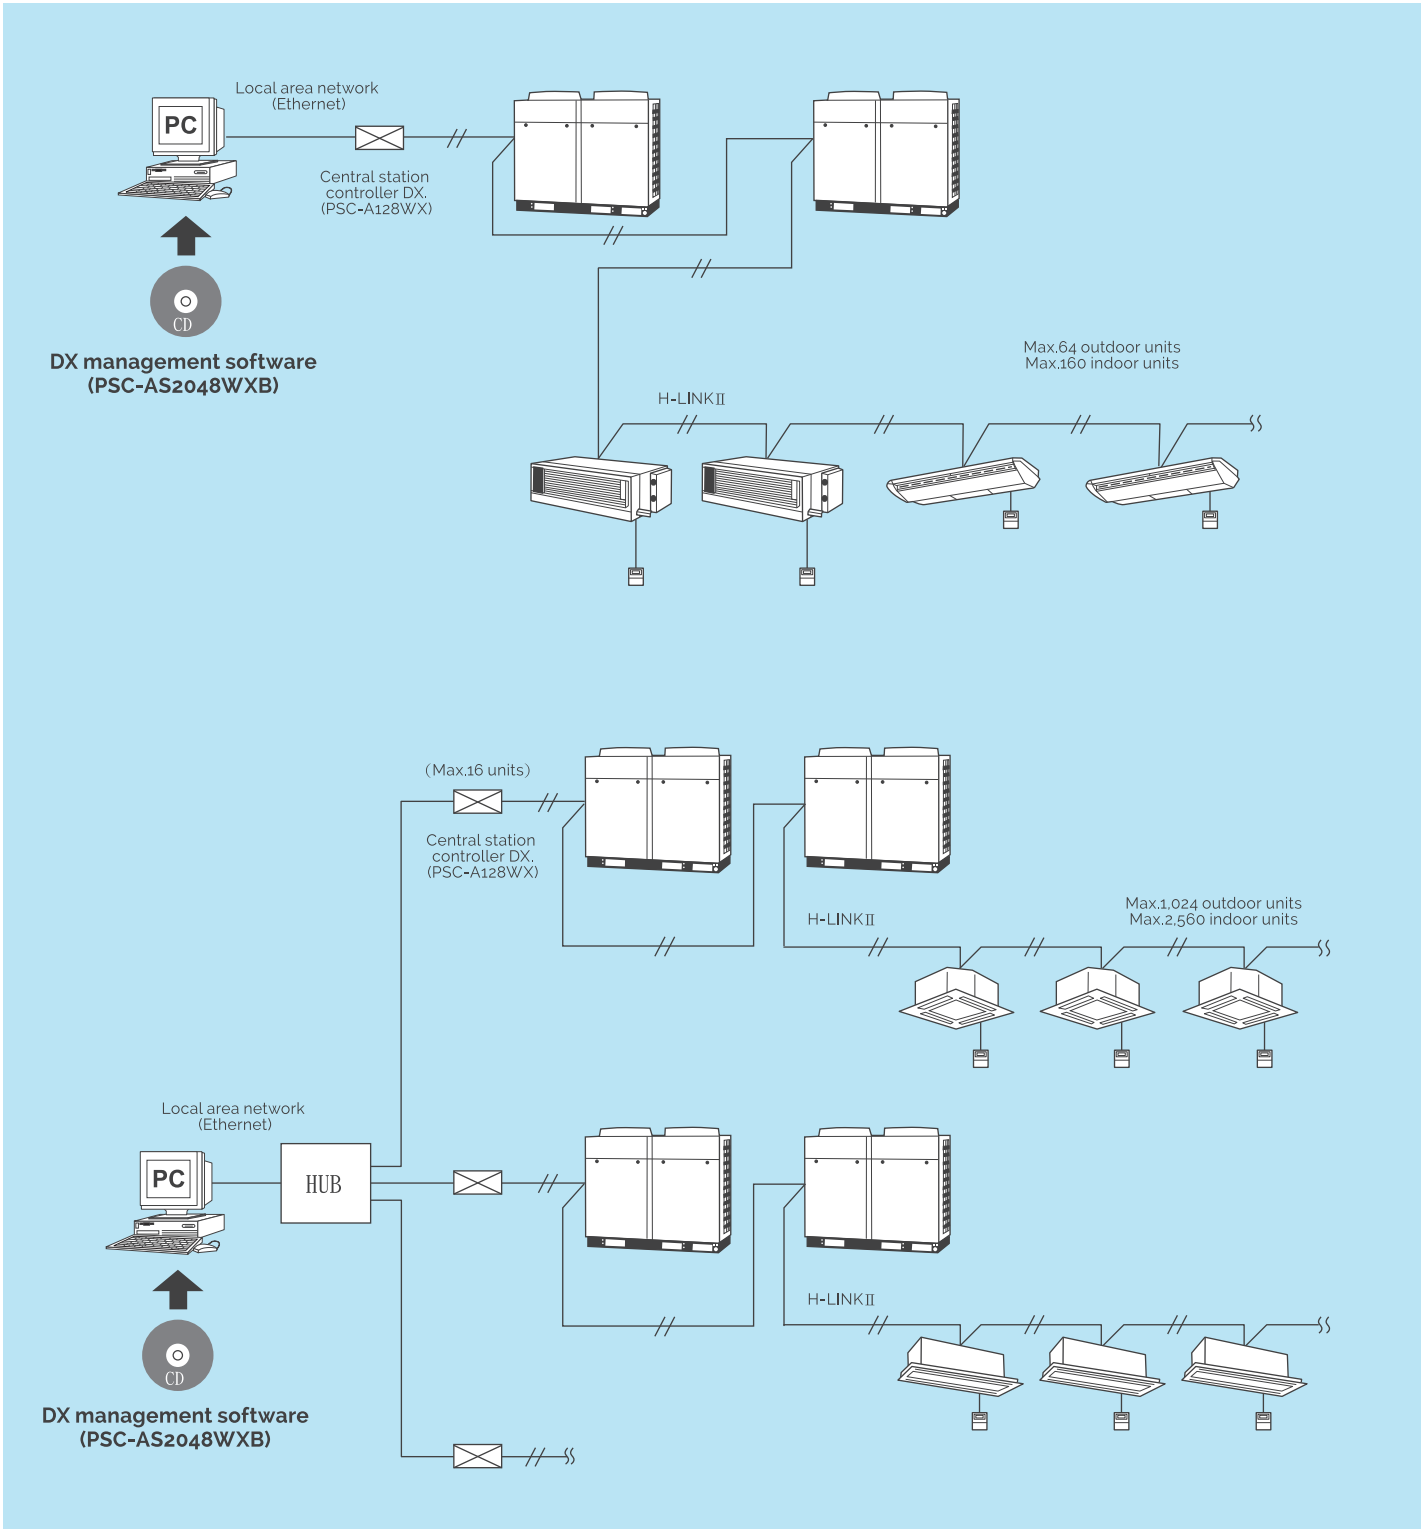 Local area network
(Ethernet)
PC
Central station
controller DX.
(PSC-A128WX)
CD
DX management software
(PSC-AS2048WXB)
Max.64 outdoor units
Max.160 indoor units
H-LINKⅡ
(Max.16 units)
Central station
controller DX.
(PSC-A128WX)
Max.1,024 outdoor units
Max.2,560 indoor units
H-LINKⅡ
Local area network
(Ethernet)
PC
HUB
H-LINKⅡ
CD
DX management software
(PSC-AS2048WXB)